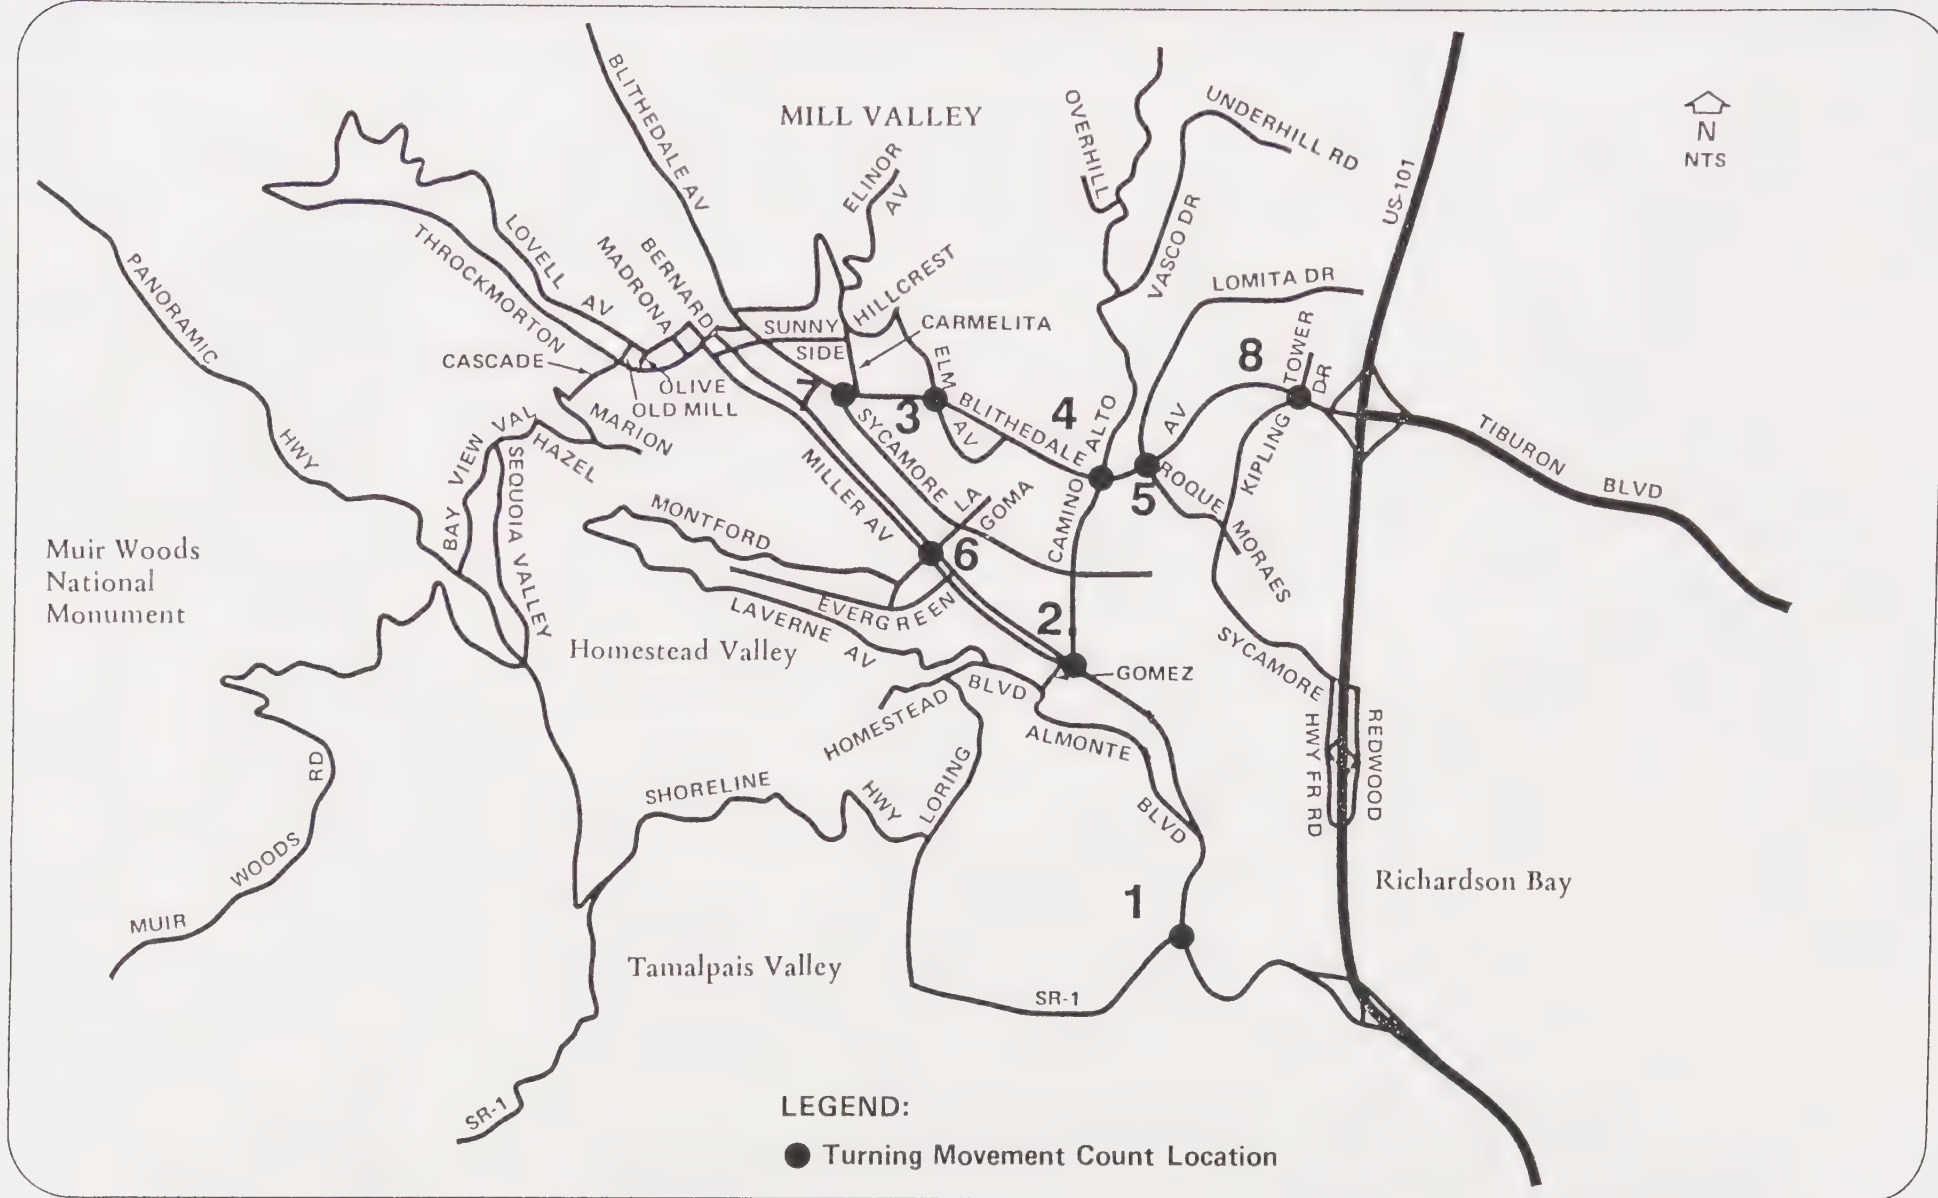 MILL VALLEY
N
NTS
BLITHEDALE AV
OVERHILL
UNDERHILL RD
ELINOR
AV
US-101
VASCO DR
LOMITA DR
LOVELL
AV
THROCKMORTON
MADRONA
BERNARD
HILLCREST
CARMELITA
SUNNY
SIDE
PANORAMIC
HWY
CASCADE
OLIVE
OLD MILL
MARION
HAZEL
VAL
VIEW
BAY
SEQUOIA VALLEY
7
3
ELM
AV
BLITHEDALE
4
CAMINO ALTO
AV
8
TOWER
DR
KIPLING
TIBURON
BLVD
SYCAMORE
MILLER AV
LA
GOMA
5
ROQUE
MORAES
6
MONTFORD
EVERGREEN
LAVERNE
AV
Muir Woods
National
Monument
Homestead Valley
2
GOMEZ
SYCAMORE
HOMESTEAD
BLVD
ALMONTE
BLVD
HWY FR RD
REDWOOD
LORING
SHORELINE
HWY
MUIR
WOODS
RD
Richardson Bay
1
Tamalpais Valley
SR-1
SR-1
LEGEND:
Turning Movement Count Location